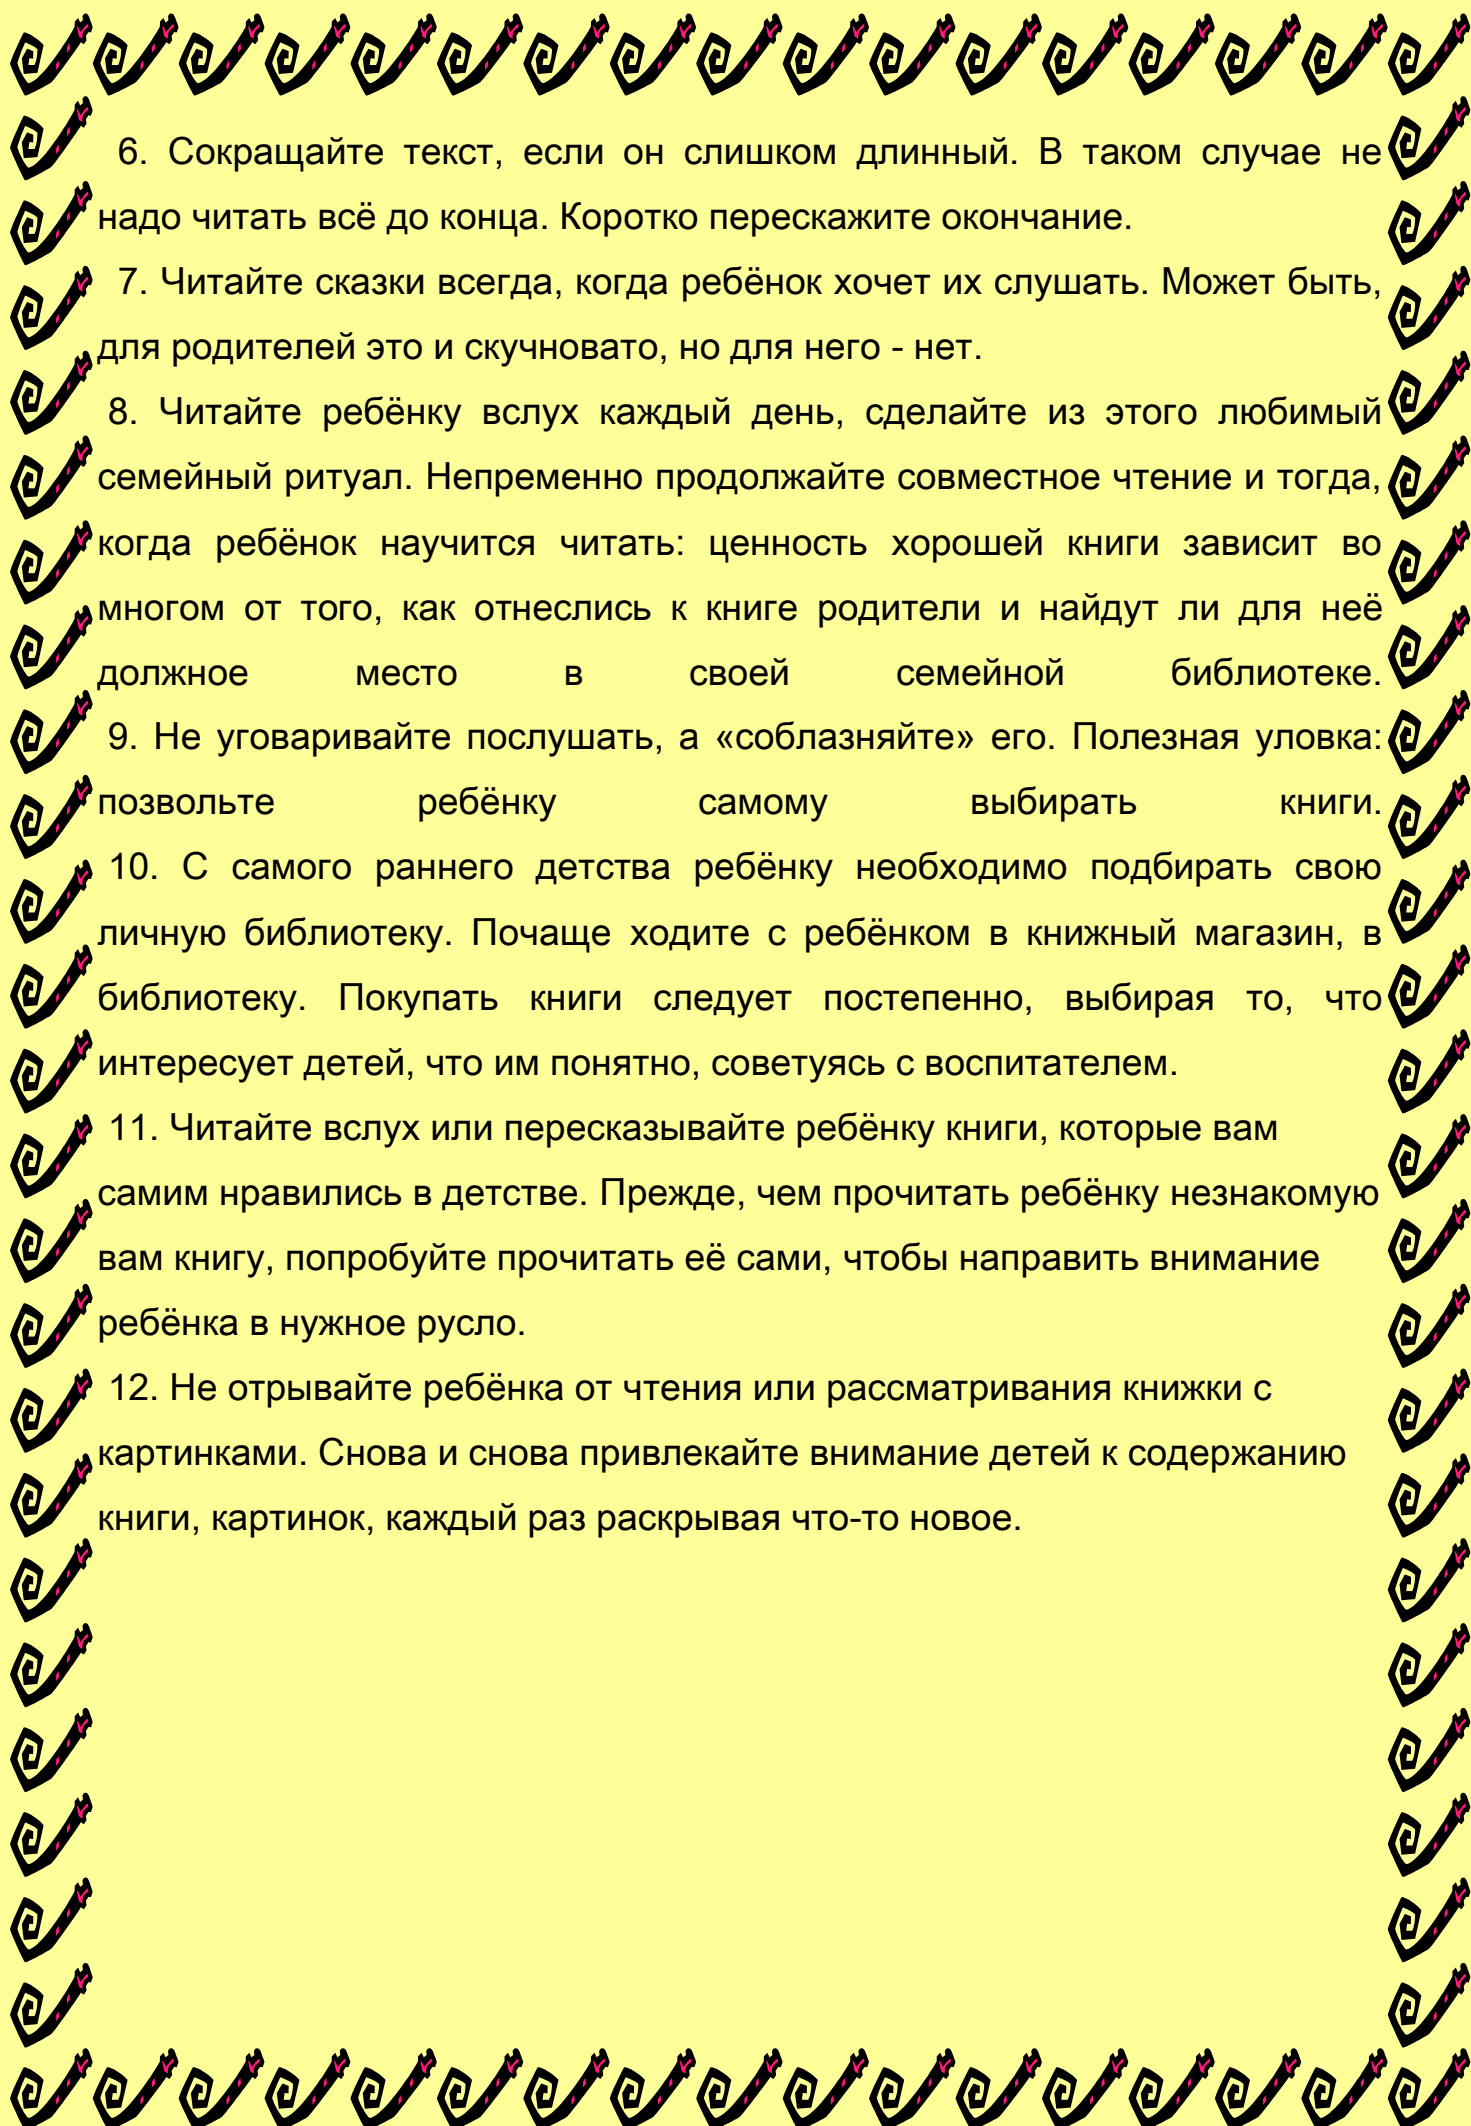 6. Сокращайте текст, если он слишком длинный. В таком случае не
надо читать всё до конца. Коротко перескажите окончание.
7. Читайте сказки всегда, когда ребёнок хочет их слушать. Может быть,
для родителей это и скучновато, но для него - нет.
8. Читайте ребёнку вслух каждый день, сделайте из этого любимый
семейный ритуал. Непременно продолжайте совместное чтение и тогда,
когда ребёнок научится читать: ценность хорошей книги зависит во
многом от того, как отнеслись к книге родители и найдут ли для неё
должное место в своей семейной библиотеке.
9. Не уговаривайте послушать, а «соблазняйте» его. Полезная уловка:
позвольте ребёнку самому выбирать книги.
10. С самого раннего детства ребёнку необходимо подбирать свою
личную библиотеку. Почаще ходите с ребёнком в книжный магазин, в
библиотеку. Покупать книги следует постепенно, выбирая то, что
интересует детей, что им понятно, советуясь с воспитателем.
11. Читайте вслух или пересказывайте ребёнку книги, которые вам
самим нравились в детстве. Прежде, чем прочитать ребёнку незнакомую
вам книгу, попробуйте прочитать её сами, чтобы направить внимание
ребёнка в нужное русло.
12. Не отрывайте ребёнка от чтения или рассматривания книжки с
картинками. Снова и снова привлекайте внимание детей к содержанию
книги, картинок, каждый раз раскрывая что-то новое.